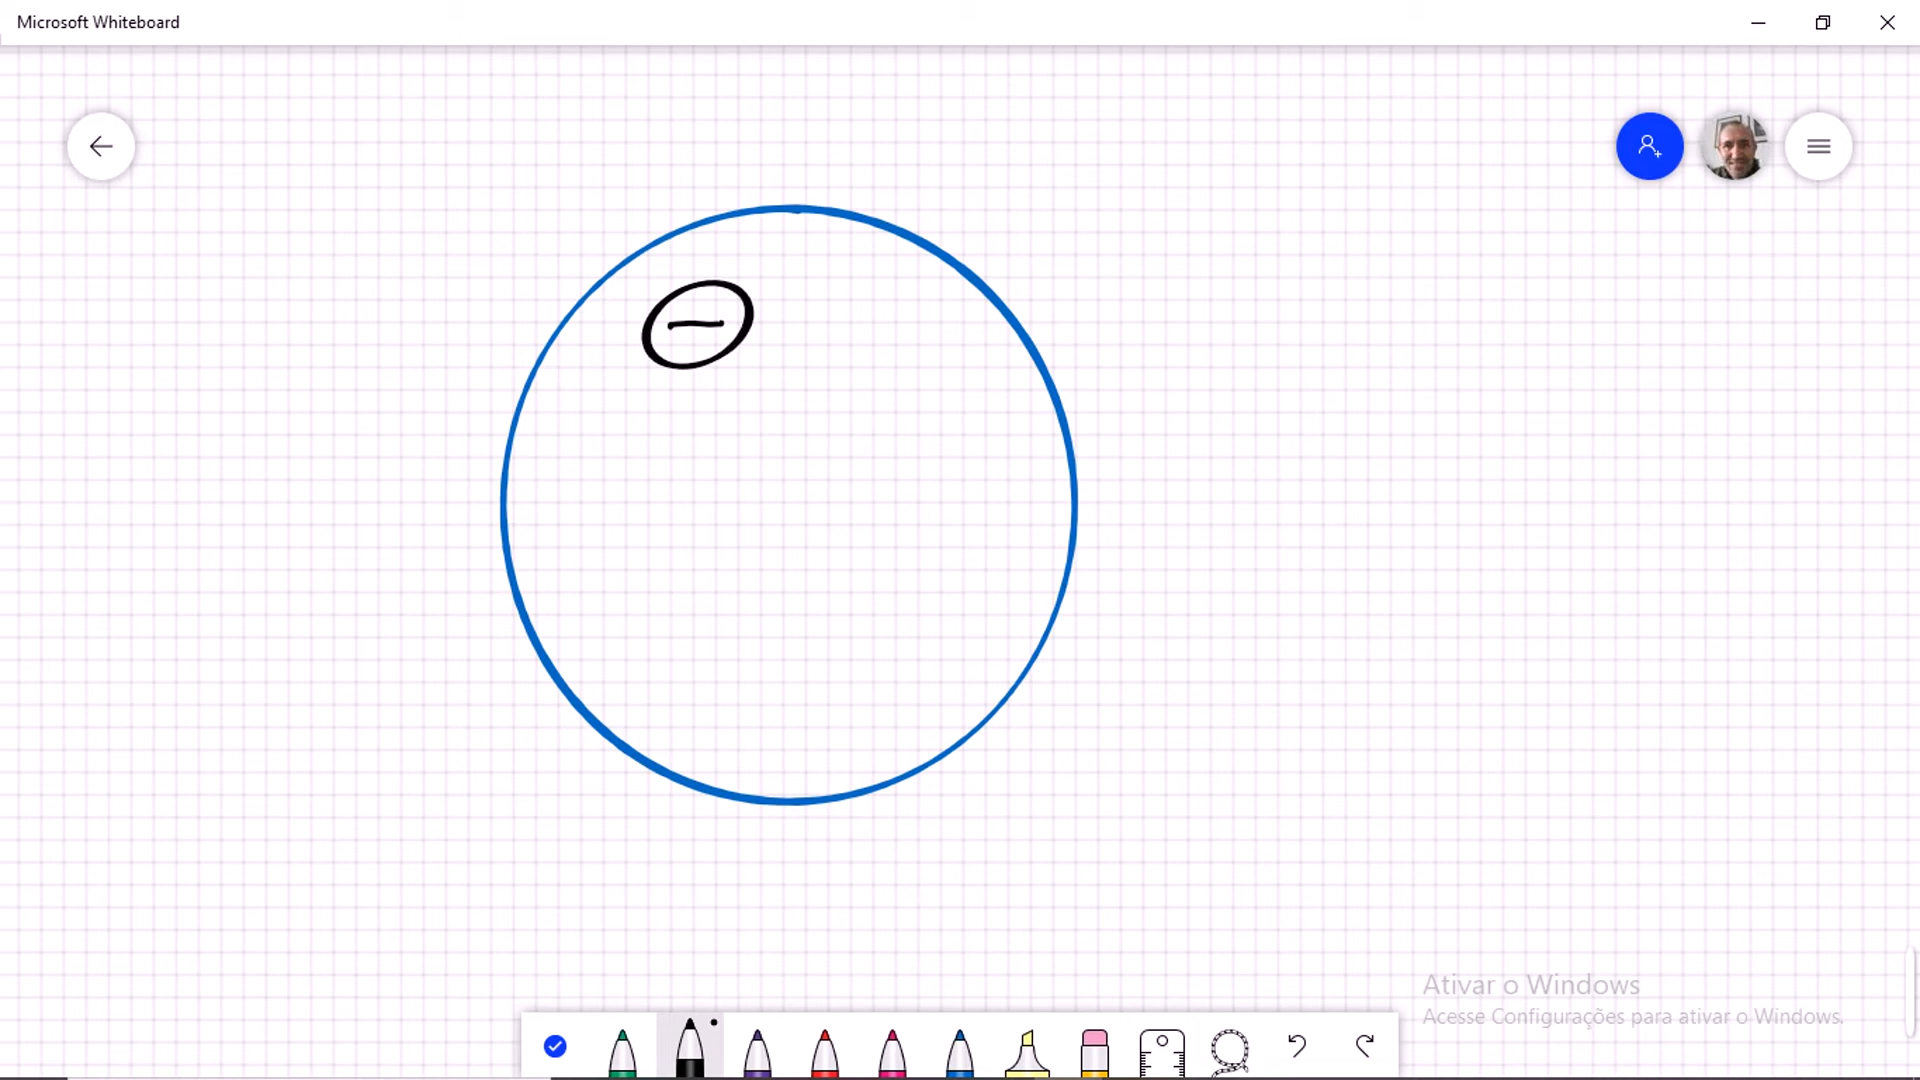 Microsoft Whiteboard
Ativar o Windows
Acesse Configurações para ativar o Windows.